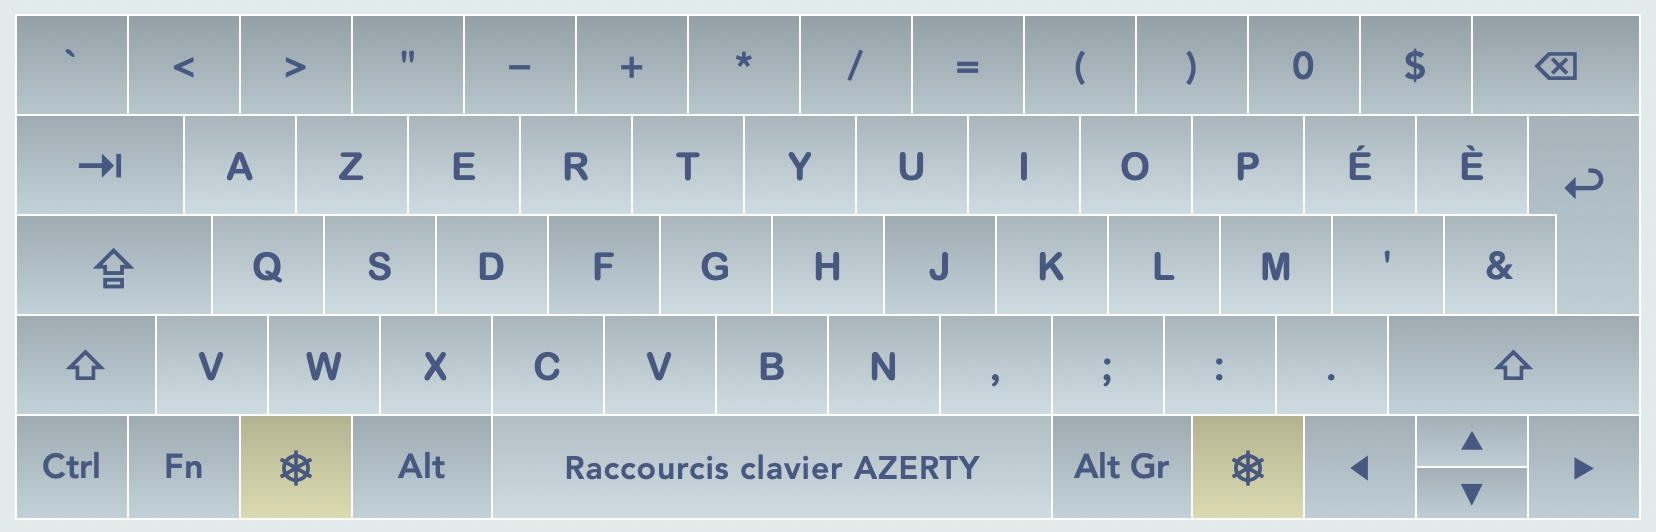 ` < > " − + * / = ( ) 0 $
A Z E R T Y U I O P É È
Q S D F G H J K L M ' &
V W X C V B N , ; : .
Ctrl Fn Alt Raccourcis clavier AZERTY Alt Gr